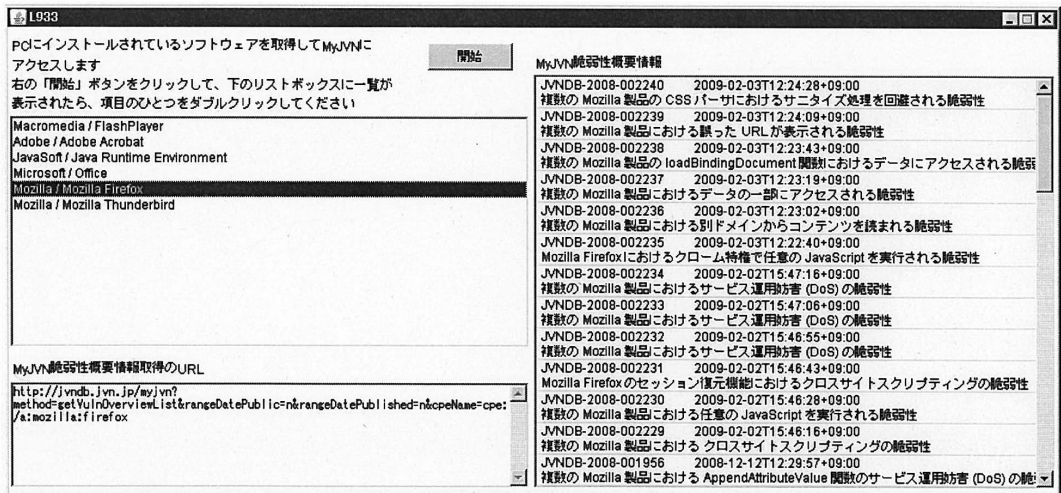 L933
PCにインストールされているソフトウェアを取得してMyJVNに
アクセスします
右の「開始」ボタンをクリックして、下のリストボックスに一覧が
表示されたら、項目のひとつをダブルクリックしてください
開始
Macromedia / FlashPlayer
Adobe / Adobe Acrobat
JavaSoft / Java Runtime Environment
Microsoft / Office
Mozilla / Mozilla Firefox
Mozilla / Mozilla Thunderbird
MyJVN脆弱性概要情報取得のURL
http://jvndb.jvn.jp/myjvn?
method=getVulnOverviewList&rangeDatePublic=n&rangeDatePublished=n&cpeName=cpe:
/a:mozilla:firefox
MyJVN脆弱性概要情報
JVNDB-2008-002240 2009-02-03T12:24:28+09:00
複数の Mozilla 製品の CSS パーサにおけるサニタイズ処理を回避される脆弱性
JVNDB-2008-002239 2009-02-03T12:24:09+09:00
複数の Mozilla 製品における誤った URL が表示される脆弱性
JVNDB-2008-002238 2009-02-03T12:23:43+09:00
複数の Mozilla 製品の loadBindingDocument 関数におけるデータにアクセスされる脆弱
JVNDB-2008-002237 2009-02-03T12:23:19+09:00
複数の Mozilla 製品におけるデータの一部にアクセスされる脆弱性
JVNDB-2008-002236 2009-02-03T12:23:02+09:00
複数の Mozilla 製品における別ドメインからコンテンツを読まれる脆弱性
JVNDB-2008-002235 2009-02-03T12:22:40+09:00
Mozilla Firefox におけるクローム特権で任意の JavaScript を実行される脆弱性
JVNDB-2008-002234 2009-02-02T15:47:16+09:00
複数の Mozilla 製品におけるサービス運用妨害 (DoS) の脆弱性
JVNDB-2008-002233 2009-02-02T15:47:06+09:00
複数の Mozilla 製品におけるサービス運用妨害 (DoS) の脆弱性
JVNDB-2008-002232 2009-02-02T15:46:55+09:00
複数の Mozilla 製品におけるサービス運用妨害 (DoS) の脆弱性
JVNDB-2008-002231 2009-02-02T15:46:43+09:00
Mozilla Firefox のセッション復元機能におけるクロスサイトスクリプティングの脆弱性
JVNDB-2008-002230 2009-02-02T15:46:28+09:00
複数の Mozilla 製品における任意の JavaScript を実行される脆弱性
JVNDB-2008-002229 2009-02-02T15:46:16+09:00
複数の Mozilla 製品における クロスサイトスクリプティングの脆弱性
JVNDB-2008-001956 2008-12-12T12:29:57+09:00
複数の Mozilla 製品における AppendAttributeValue 関数のサービス運用妨害 (DoS) の脆